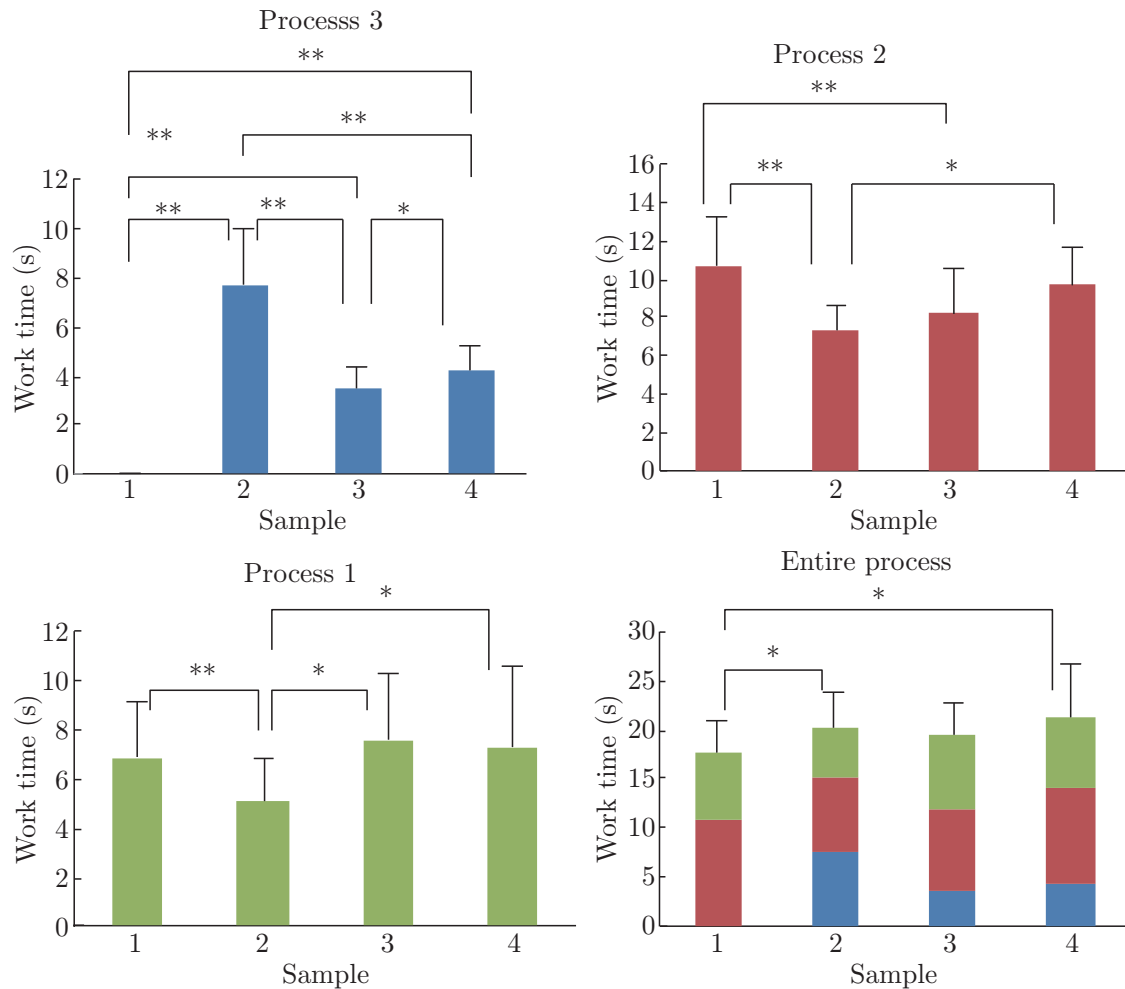 Processs 3
**
**
**
**
**
*
Work time (s)
12
10
8
6
4
2
0
1 2 3 4
Sample
Process 2
**
**
*
Work time (s)
16
14
12
10
8
6
4
2
0
1 2 3 4
Sample
Process 1
*
**
*
Work time (s)
12
10
8
6
4
2
0
1 2 3 4
Sample
Entire process
*
*
Work time (s)
30
25
20
15
10
5
0
1 2 3 4
Sample